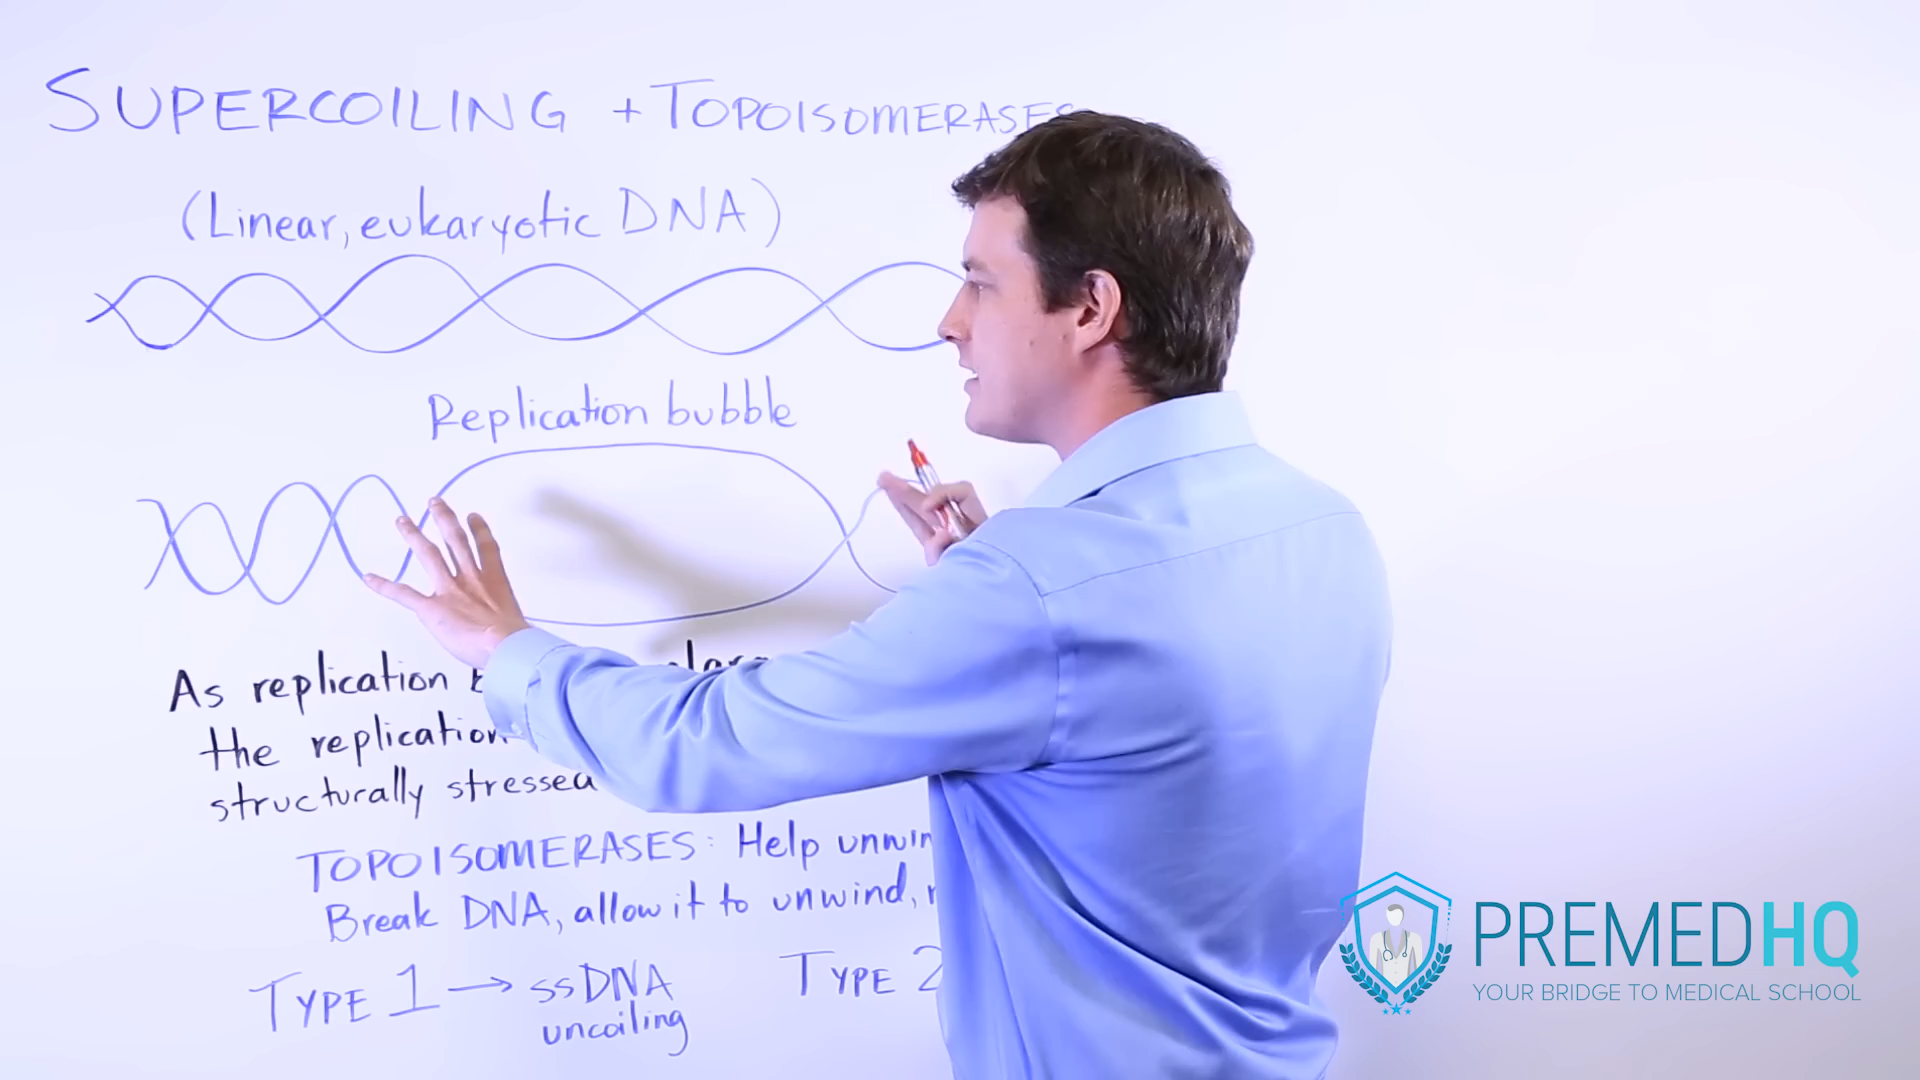 SUPERCOILING + TOPOISOMERASES
(Linear, eukaryotic DNA)
Replication bubble
As replication
the replication
structurally stressed
TOPOISOMERASES: Help
Break DNA, allow it to unwind,
TYPE 1 → ssDNA
uncoiling
TYPE 2
PREMEDHQ
YOUR BRIDGE TO MEDICAL SCHOOL